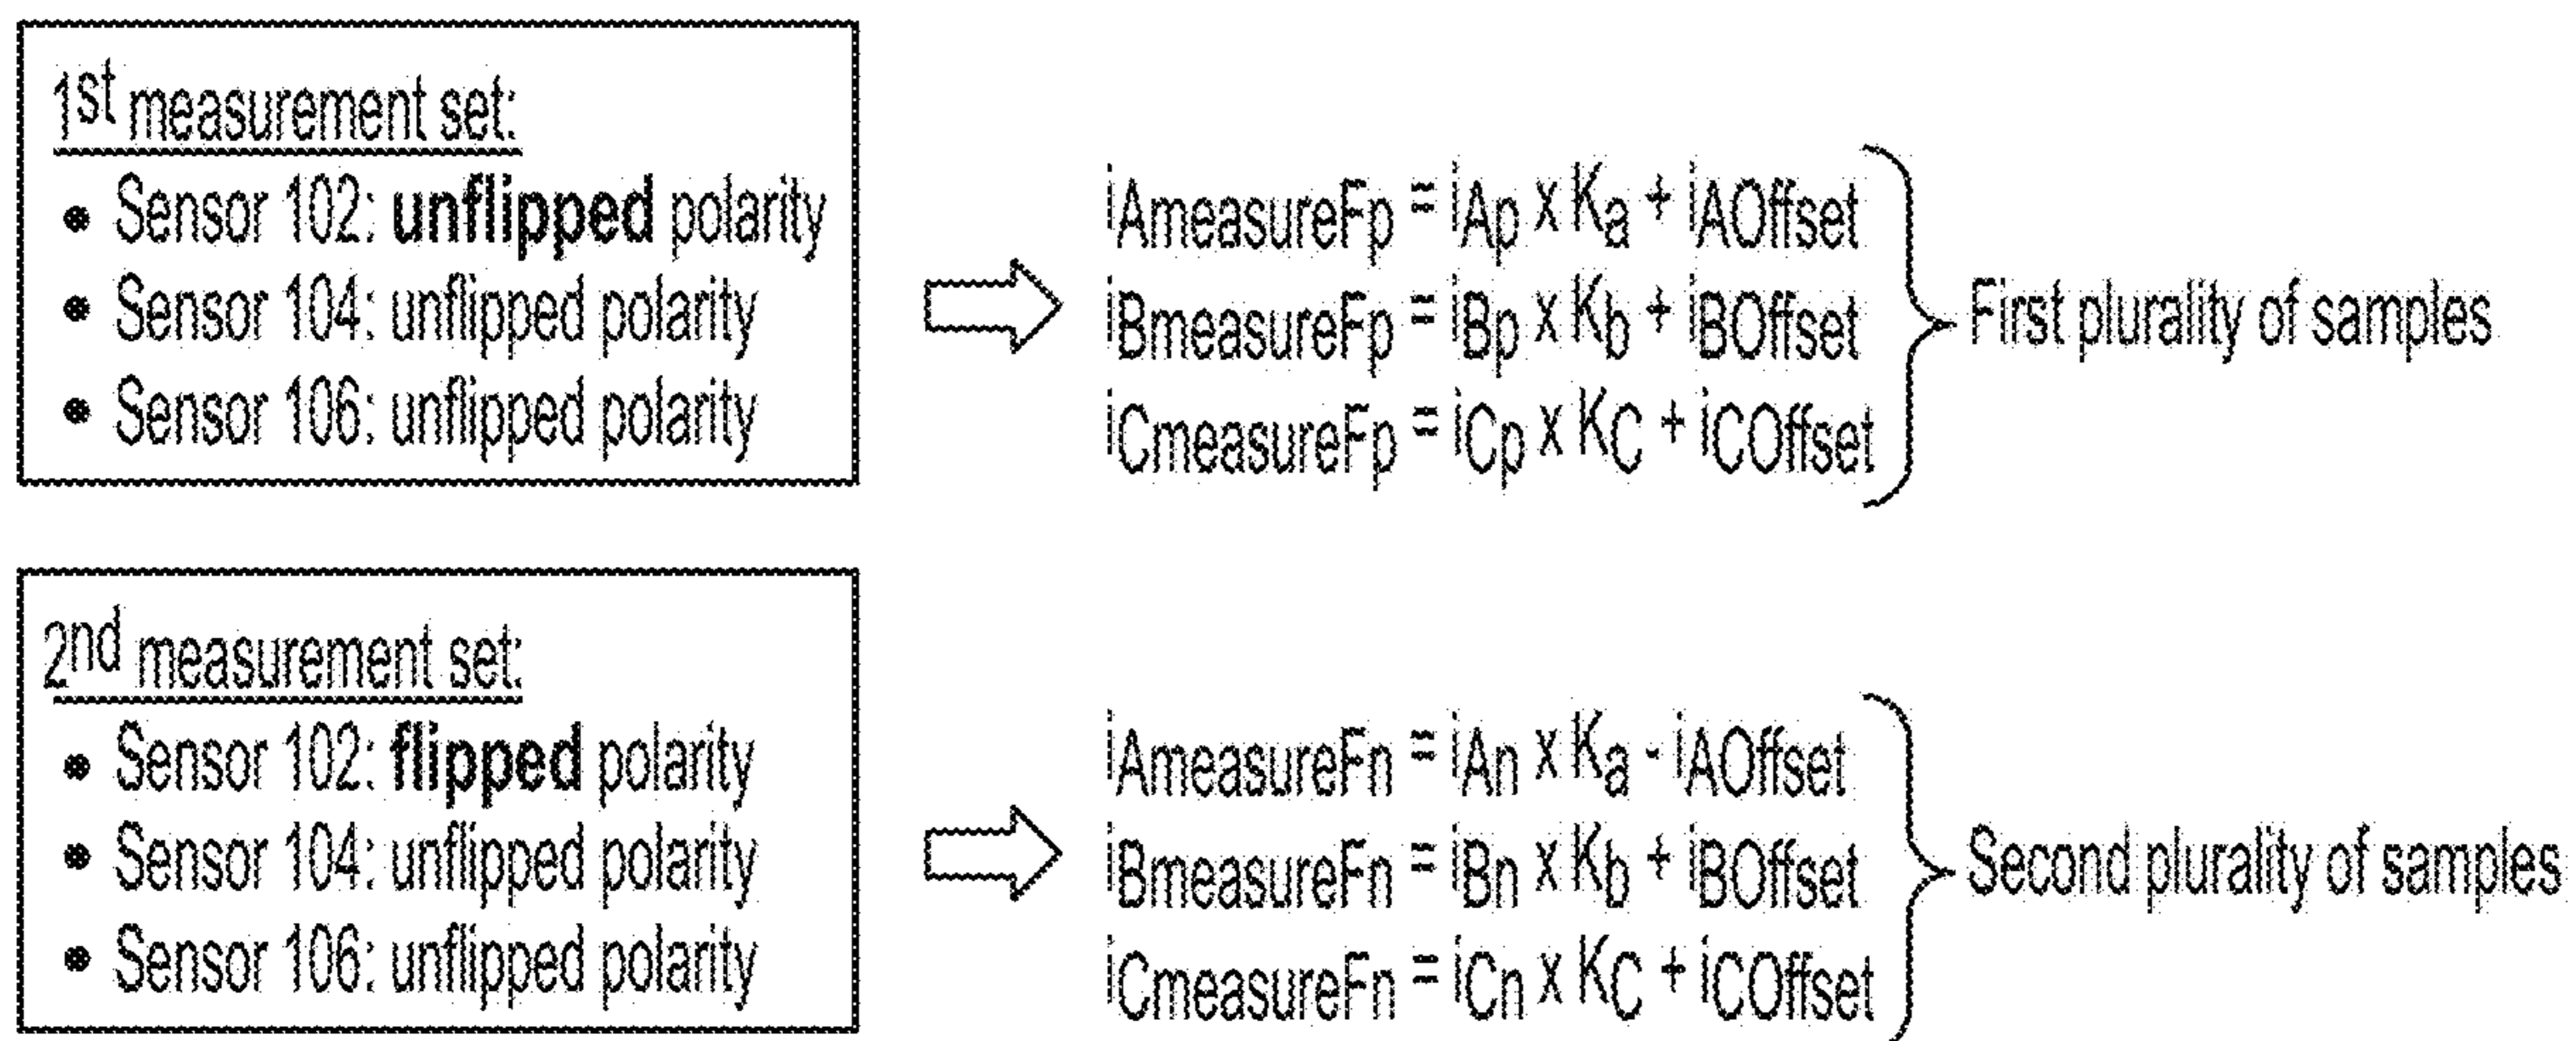 1st measurement set:
• Sensor 102: unflipped polarity
• Sensor 104: unflipped polarity
• Sensor 106: unflipped polarity
iAmeasureFp = iAp x Ka + iAOffset
iBmeasureFp = iBp x Kb + iBOffset
iCmeasureFp = iCp x KC + iCOffset
First plurality of samples
2nd measurement set:
• Sensor 102: flipped polarity
• Sensor 104: unflipped polarity
• Sensor 106: unflipped polarity
iAmeasureFn = iAn x Ka - iAOffset
iBmeasureFn = iBn x Kb + iBOffset
iCmeasureFn = iCn x KC + iCOffset
Second plurality of samples